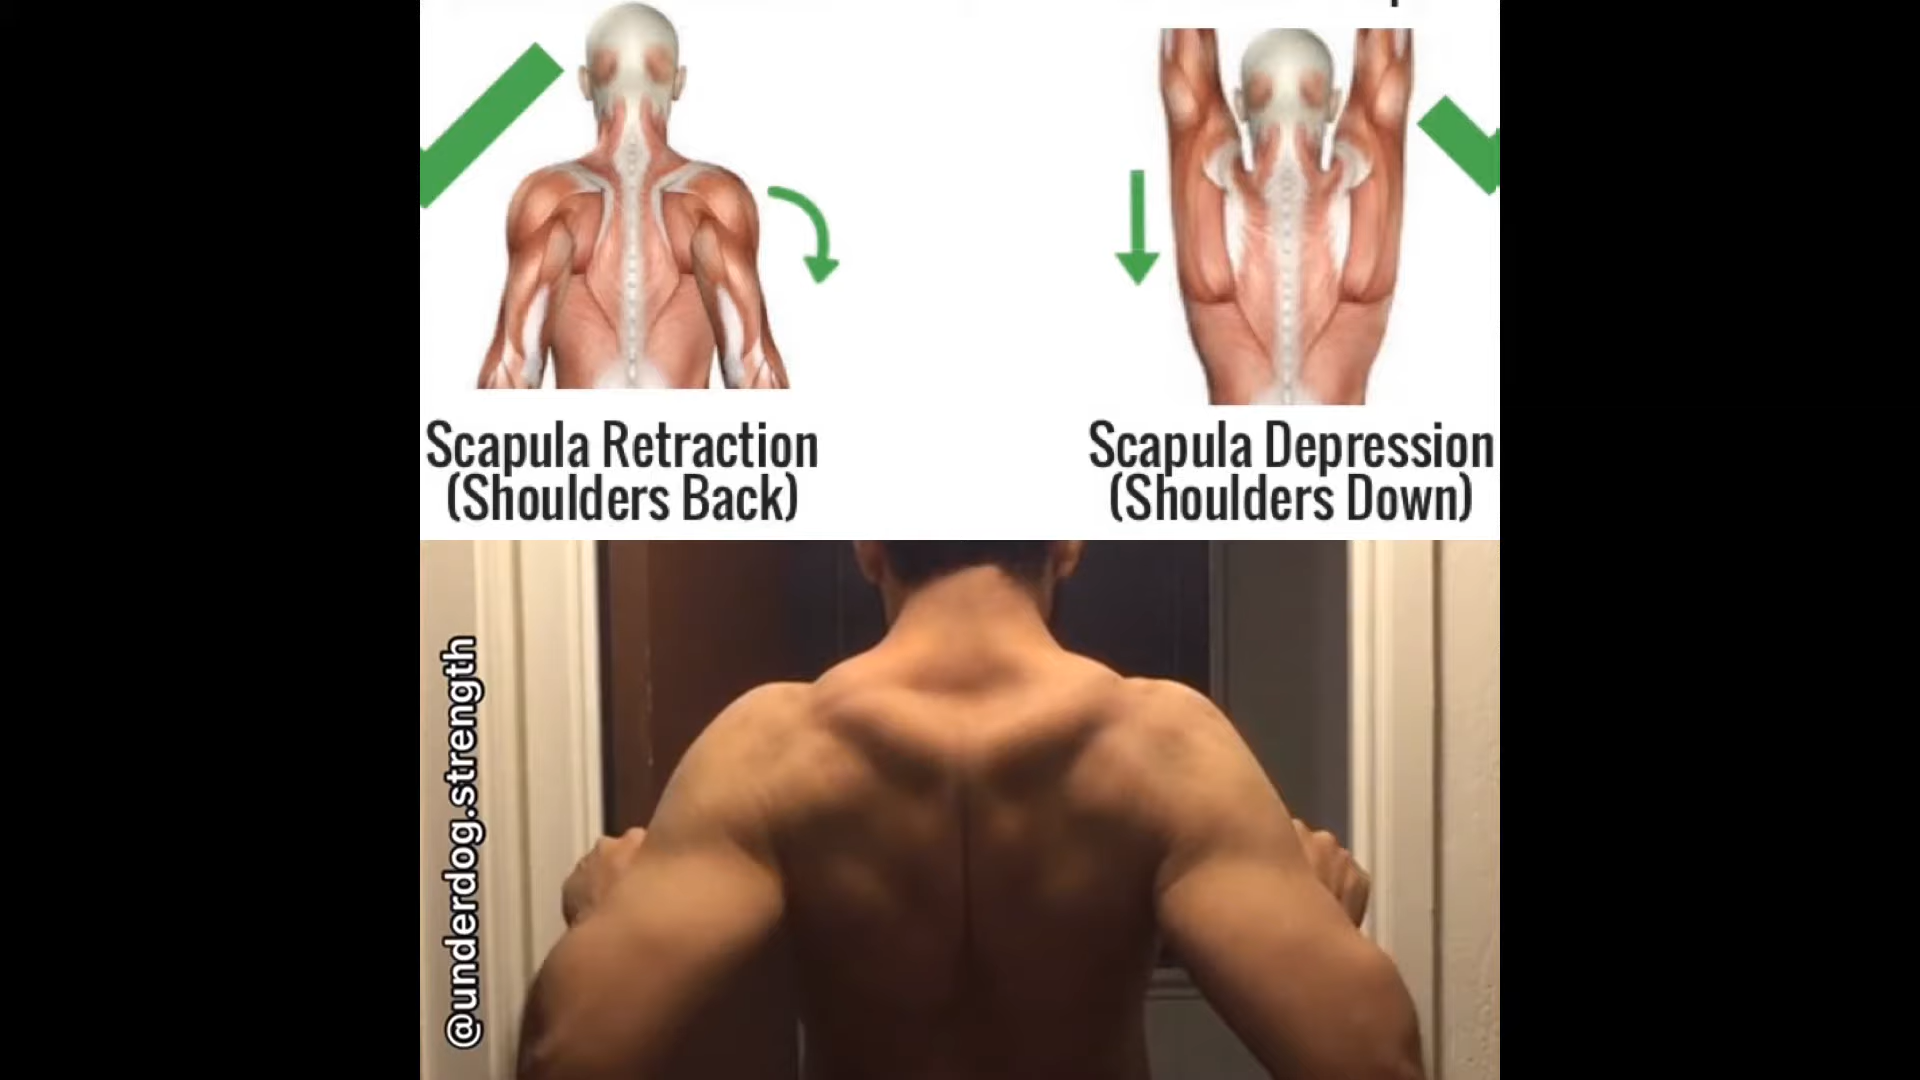 Scapula Retraction
(Shoulders Back)
Scapula Depression
(Shoulders Down)
@underdog.strength